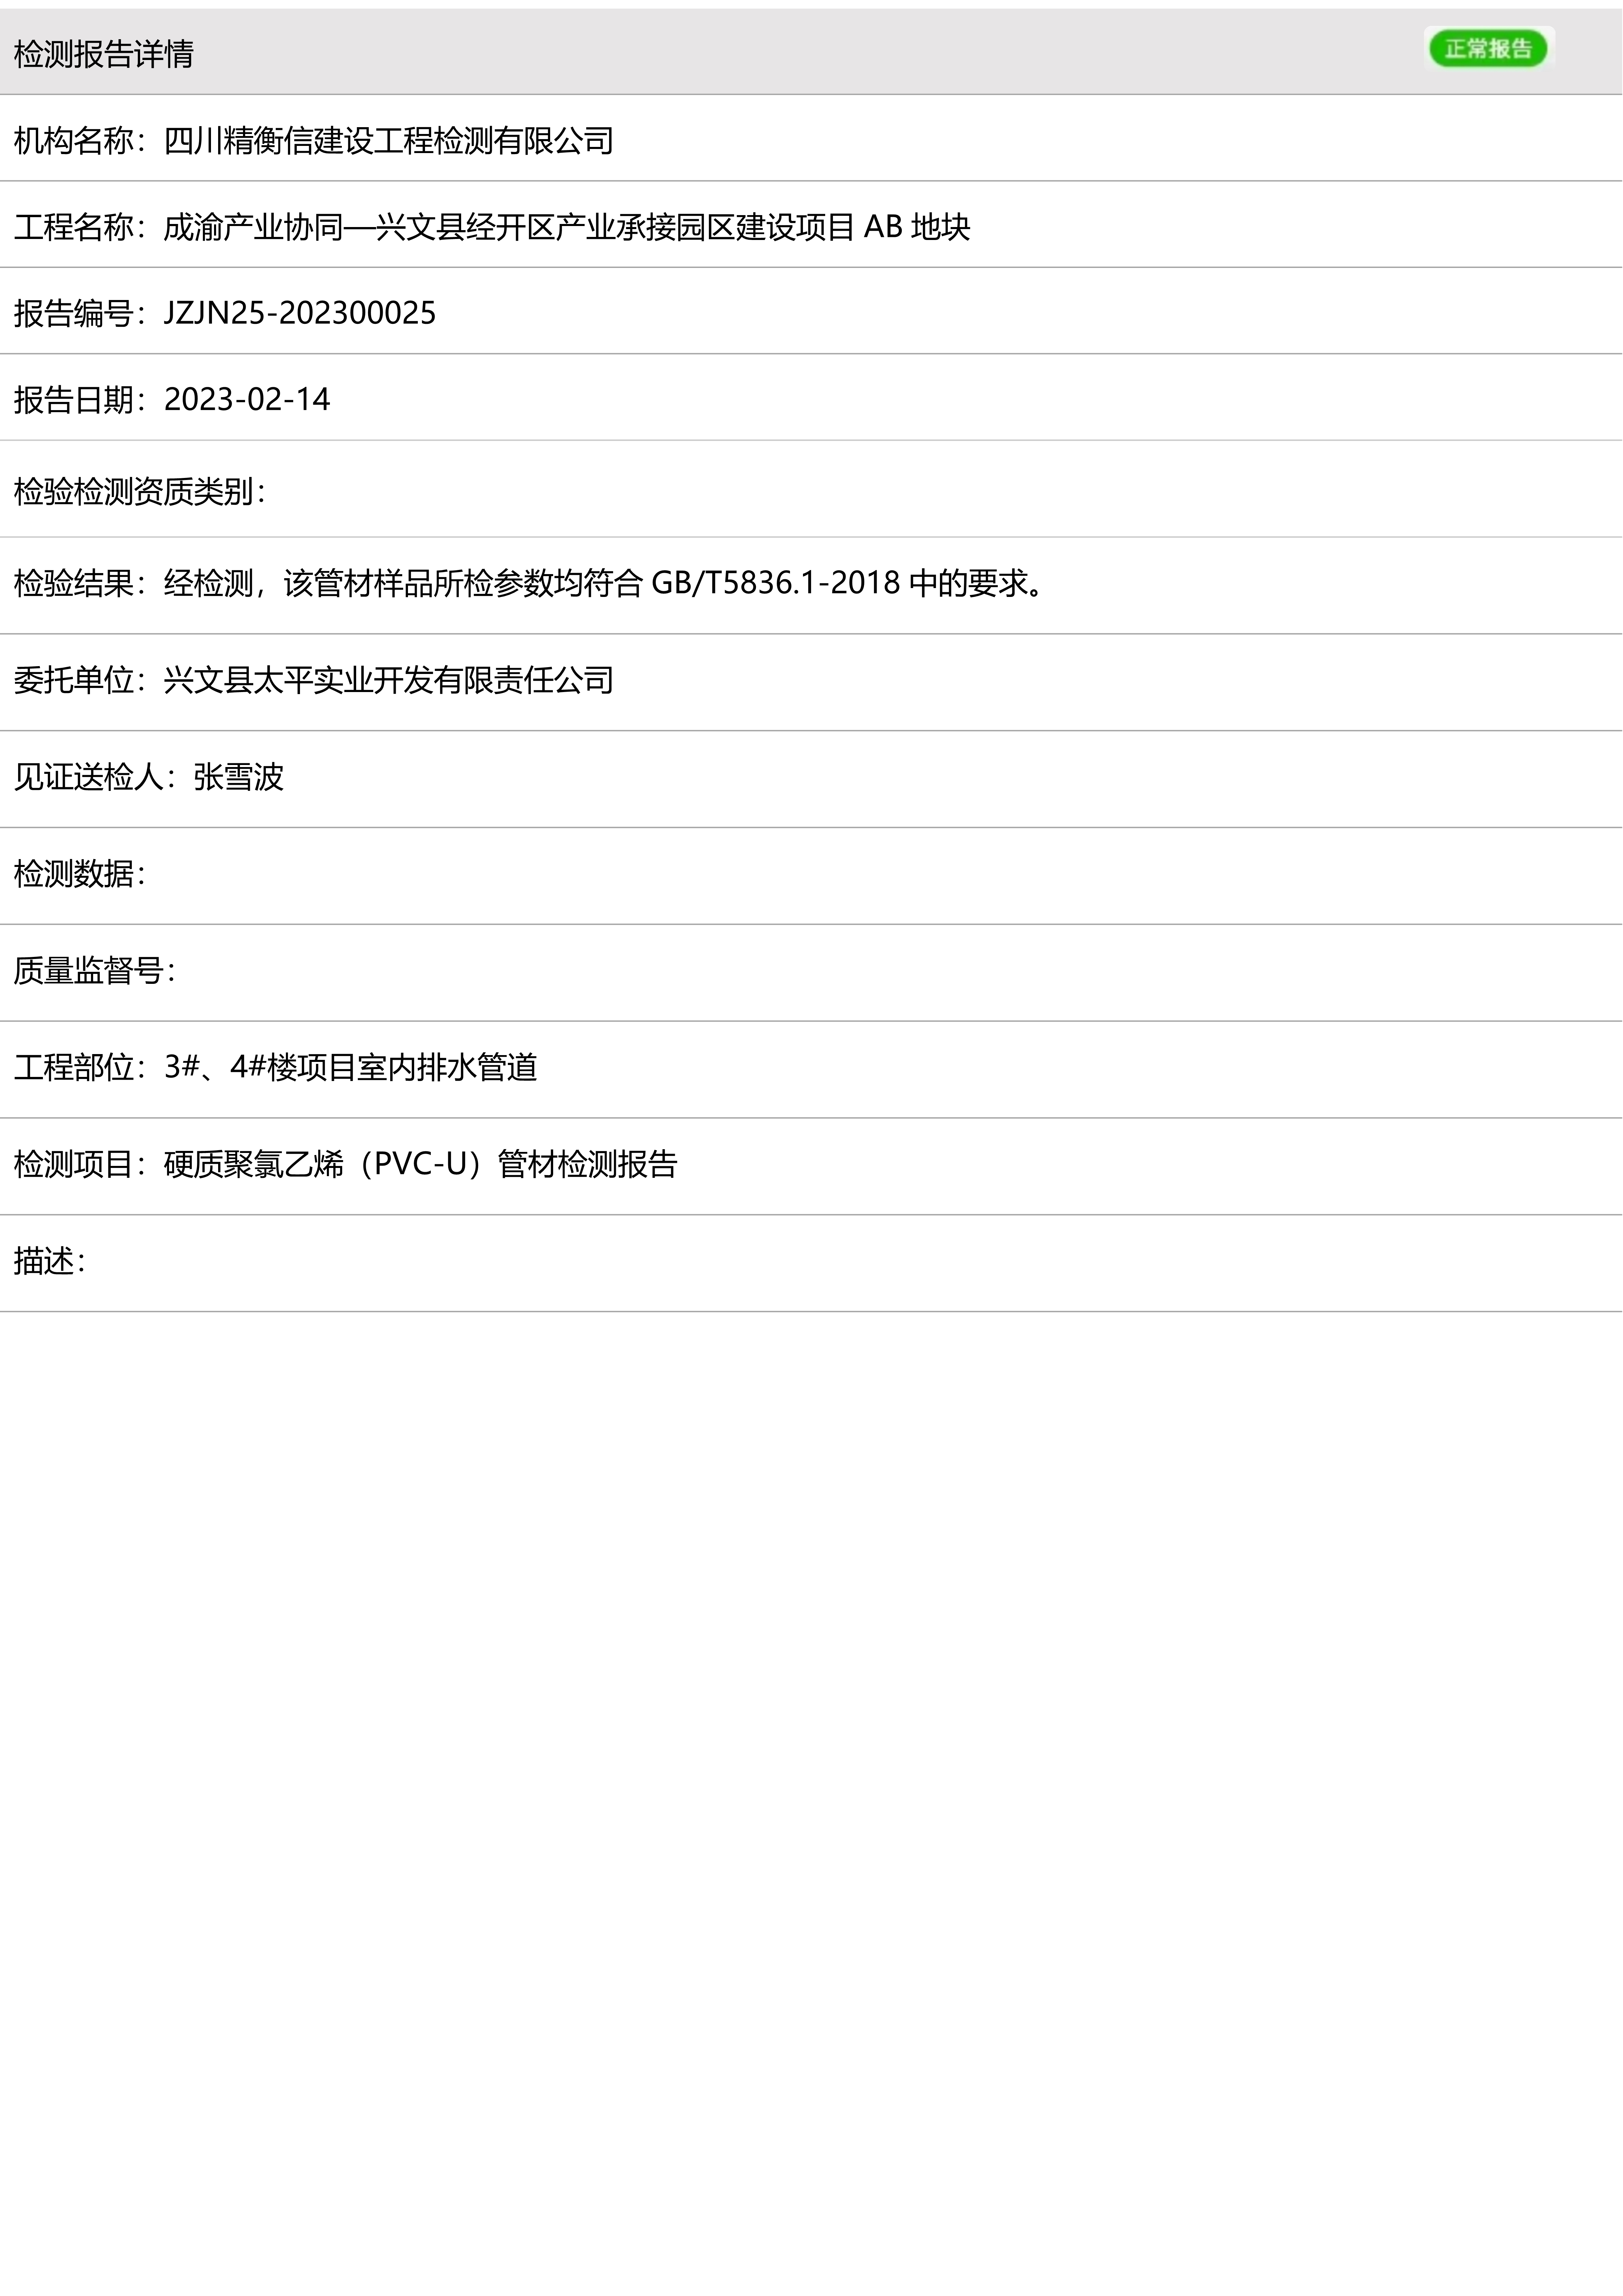 检测报告详情 正常报告
机构名称：四川精衡信建设工程检测有限公司
工程名称：成渝产业协同—兴文县经开区产业承接园区建设项目 AB 地块
报告编号：JZJN25-202300025
报告日期：2023-02-14
检验检测资质类别：
检验结果：经检测，该管材样品所检参数均符合 GB/T5836.1-2018 中的要求。
委托单位：兴文县太平实业开发有限责任公司
见证送检人：张雪波
检测数据：
质量监督号：
工程部位：3#、4#楼项目室内排水管道
检测项目：硬质聚氯乙烯（PVC-U）管材检测报告
描述：